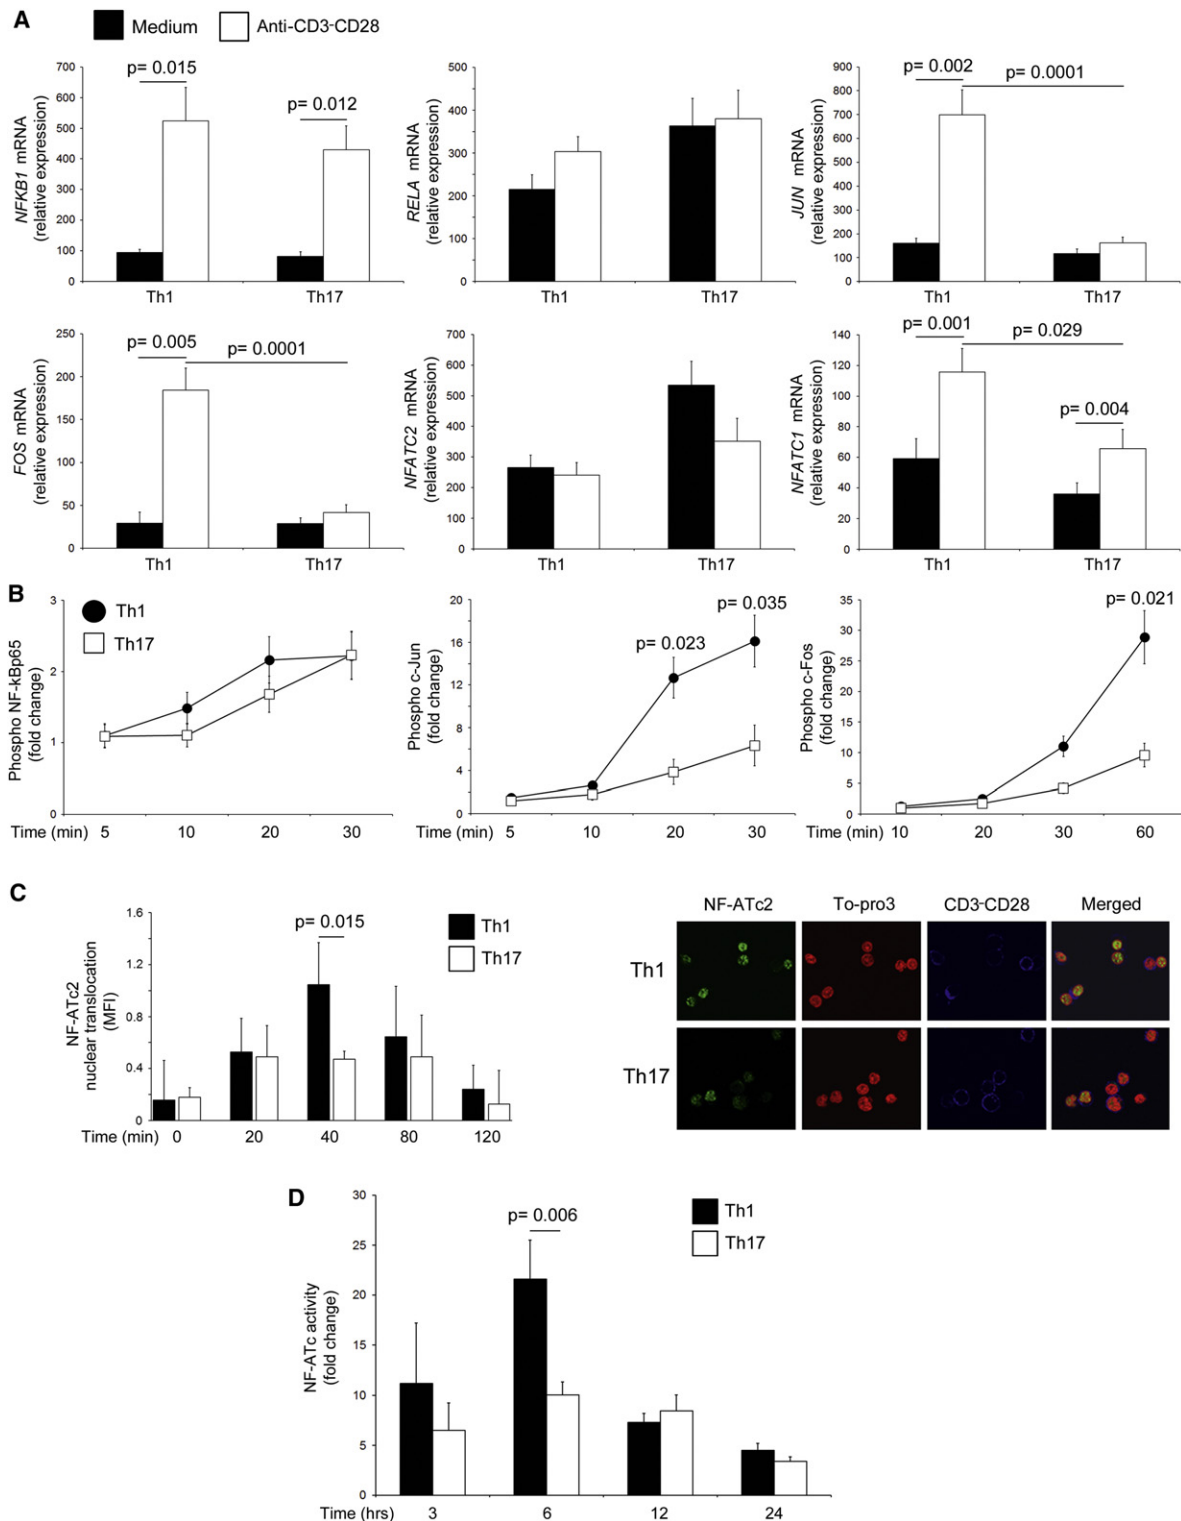 A
Medium
Anti-CD3-CD28
NFKB1 mRNA
(relative expression)
700
600
500
400
300
200
100
0
p= 0.015
p= 0.012
Th1
Th17
RELA mRNA
(relative expression)
500
400
300
200
100
0
Th1
Th17
JUN mRNA
(relative expression)
900
800
700
600
500
400
300
200
100
0
p= 0.002
p= 0.0001
Th1
Th17
FOS mRNA
(relative expression)
250
200
150
100
50
0
p= 0.005
p= 0.0001
Th1
Th17
NFATC2 mRNA
(relative expression)
700
600
500
400
300
200
100
0
Th1
Th17
NFATC1 mRNA
(relative expression)
140
120
100
80
60
40
20
0
p= 0.001
p= 0.029
p= 0.004
Th1
Th17
B
Th1
Th17
Phospho NF-kBp65
(fold change)
3
2
1
0
Time (min)
5
10
20
30
Phospho c-Jun
(fold change)
20
16
12
8
4
0
p= 0.023
p= 0.035
Time (min)
5
10
20
30
Phospho c-Fos
(fold change)
35
30
25
20
15
10
5
0
p= 0.021
Time (min)
10
20
30
60
C
NF-ATc2
nuclear translocation
(MFI)
1.6
1.2
0.8
0.4
0
p= 0.015
Th1
Th17
Time (min)
0
20
40
80
120
NF-ATc2
To-pro3
CD3-CD28
Merged
Th1
Th17
D
NF-ATc activity
(fold change)
30
25
20
15
10
5
0
p= 0.006
Th1
Th17
Time (hrs)
3
6
12
24